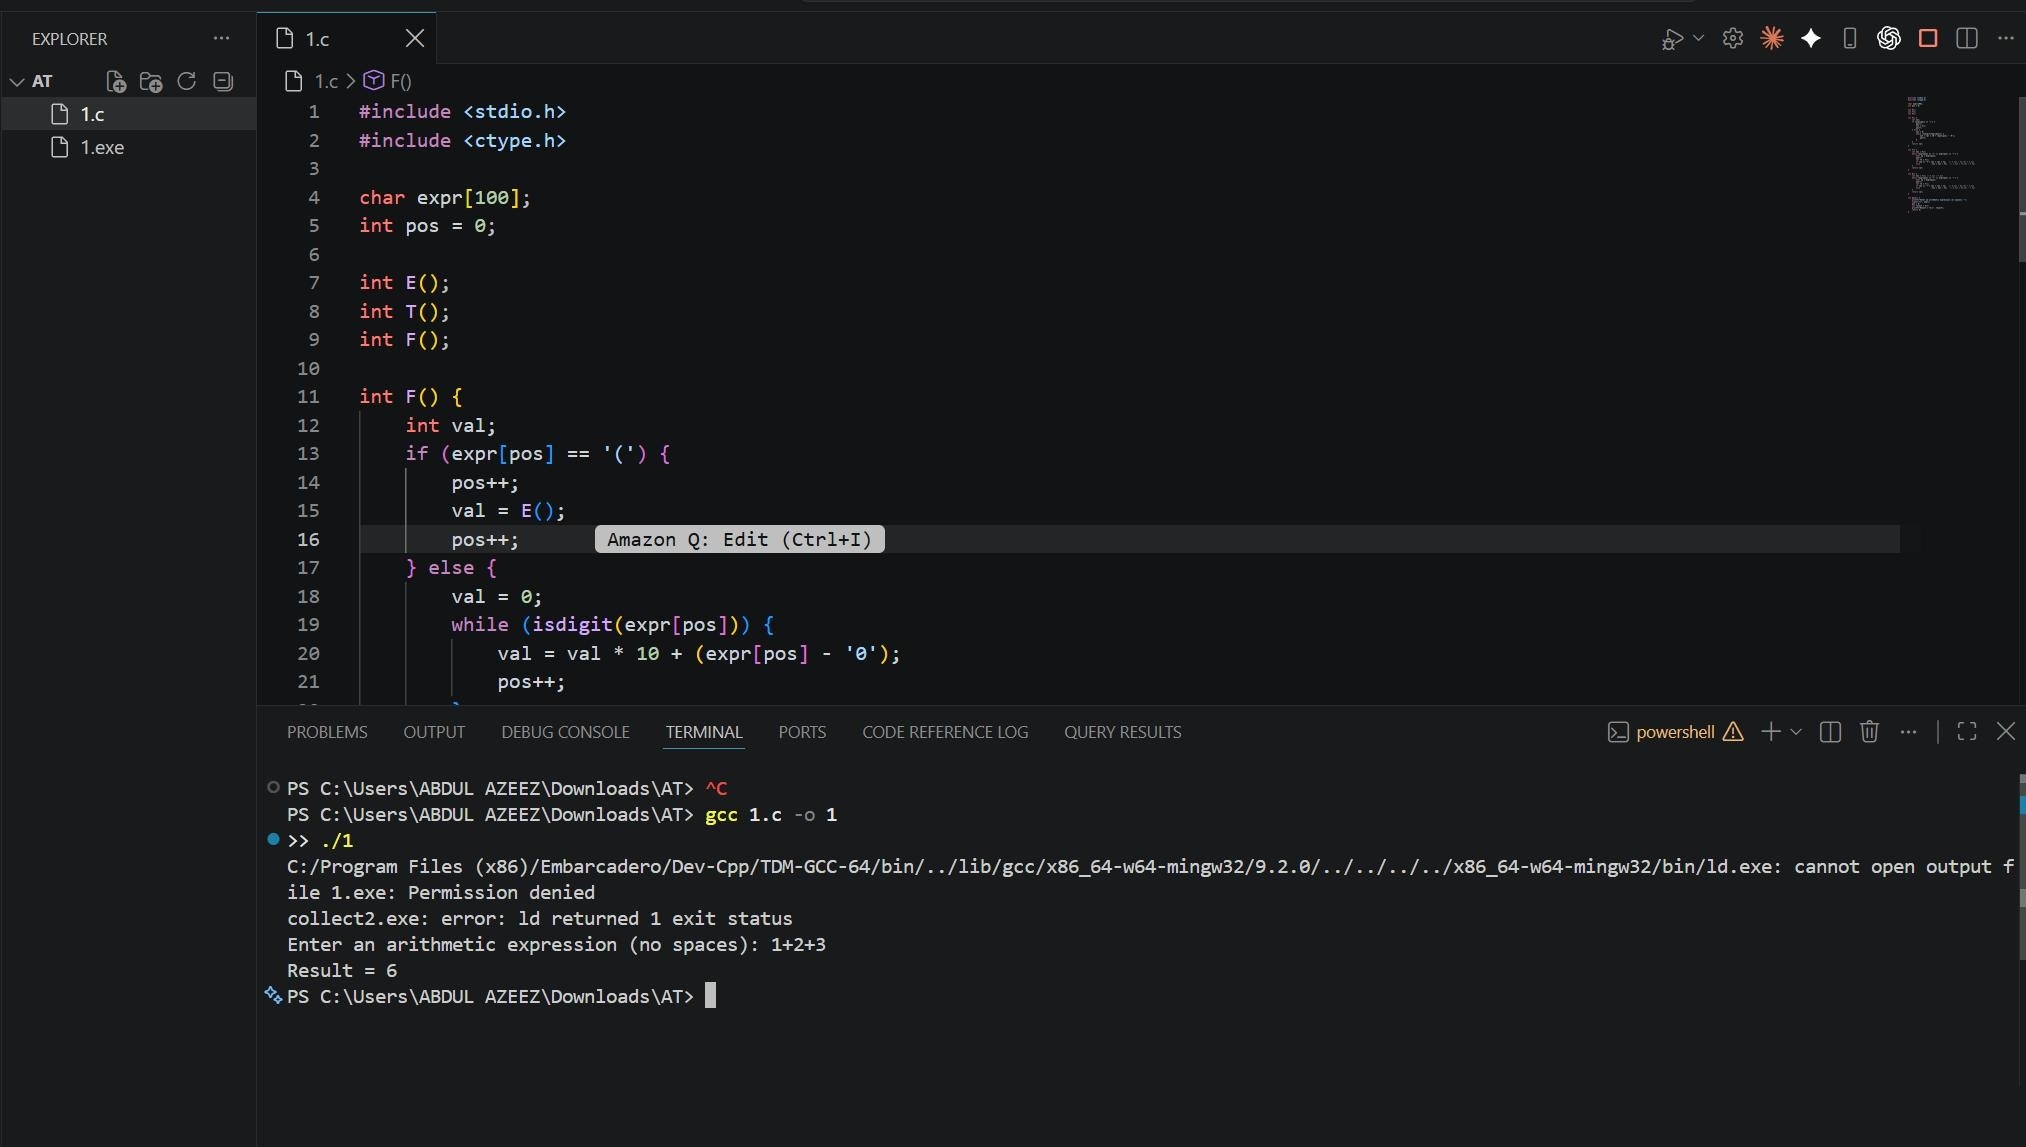 EXPLORER
AT
1.c
1.exe
1.c
1.c > F()
1 #include <stdio.h>
2 #include <ctype.h>
3
4 char expr[100];
5 int pos = 0;
6
7 int E();
8 int T();
9 int F();
10
11 int F() {
12 int val;
13 if (expr[pos] == '(') {
14 pos++;
15 val = E();
16 pos++; Amazon Q: Edit (Ctrl+I)
17 } else {
18 val = 0;
19 while (isdigit(expr[pos])) {
20 val = val * 10 + (expr[pos] - '0');
21 pos++;
PROBLEMS OUTPUT DEBUG CONSOLE TERMINAL PORTS CODE REFERENCE LOG QUERY RESULTS powershell
PS C:\Users\ABDUL AZEEZ\Downloads\AT> ^C
PS C:\Users\ABDUL AZEEZ\Downloads\AT> gcc 1.c -o 1
>> ./1
C:/Program Files (x86)/Embarcadero/Dev-Cpp/TDM-GCC-64/bin/../lib/gcc/x86_64-w64-mingw32/9.2.0/../../../../x86_64-w64-mingw32/bin/ld.exe: cannot open output f
ile 1.exe: Permission denied
collect2.exe: error: ld returned 1 exit status
Enter an arithmetic expression (no spaces): 1+2+3
Result = 6
PS C:\Users\ABDUL AZEEZ\Downloads\AT>